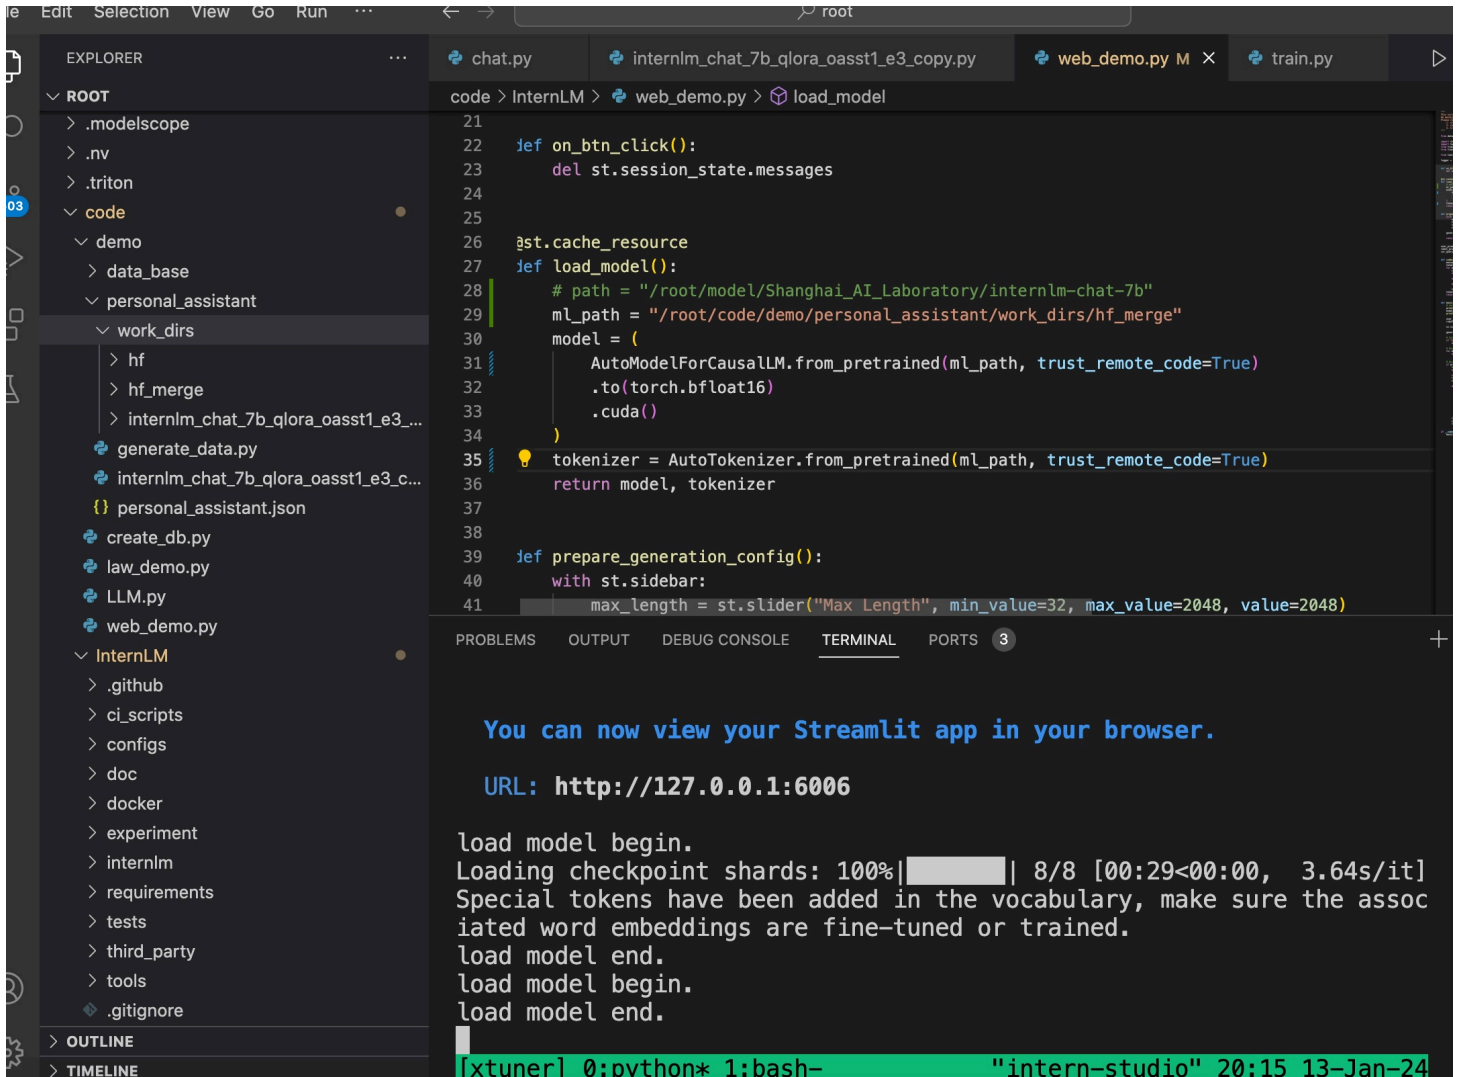 Edit Selection View Go Run ···
root
EXPLORER ···
ROOT
.modelscope
.nv
.triton
code
demo
data_base
personal_assistant
work_dirs
hf
hf_merge
internlm_chat_7b_qlora_oasst1_e3_...
generate_data.py
internlm_chat_7b_qlora_oasst1_e3_c...
{} personal_assistant.json
create_db.py
law_demo.py
LLM.py
web_demo.py
InternLM
.github
ci_scripts
configs
doc
docker
experiment
internlm
requirements
tests
third_party
tools
.gitignore
OUTLINE
TIMELINE
03
chat.py internlm_chat_7b_qlora_oasst1_e3_copy.py web_demo.py M train.py
code > InternLM > web_demo.py > load_model
21
22 def on_btn_click():
23 del st.session_state.messages
24
25
26 @st.cache_resource
27 def load_model():
28 # path = "/root/model/Shanghai_AI_Laboratory/internlm-chat-7b"
29 ml_path = "/root/code/demo/personal_assistant/work_dirs/hf_merge"
30 model = (
31 AutoModelForCausalLM.from_pretrained(ml_path, trust_remote_code=True)
32 .to(torch.bfloat16)
33 .cuda()
34 )
35 tokenizer = AutoTokenizer.from_pretrained(ml_path, trust_remote_code=True)
36 return model, tokenizer
37
38
39 def prepare_generation_config():
40 with st.sidebar:
41 max_length = st.slider("Max Length", min_value=32, max_value=2048, value=2048)
PROBLEMS OUTPUT DEBUG CONSOLE TERMINAL PORTS 3
You can now view your Streamlit app in your browser.
URL: http://127.0.0.1:6006
load model begin.
Loading checkpoint shards: 100%|███████| 8/8 [00:29<00:00, 3.64s/it]
Special tokens have been added in the vocabulary, make sure the assoc
iated word embeddings are fine-tuned or trained.
load model end.
load model begin.
load model end.
[xtuner] 0:python* 1:bash- "intern-studio" 20:15 13-Jan-24